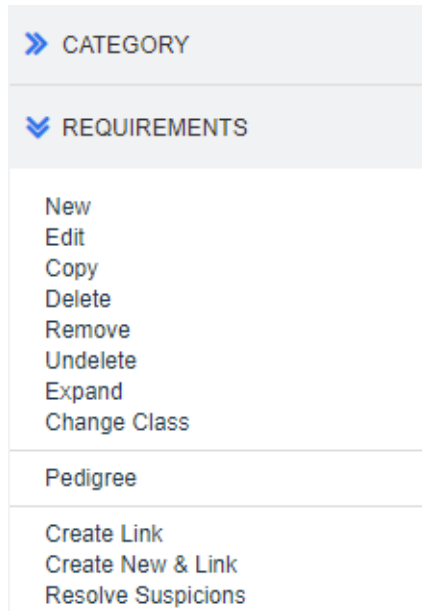 CATEGORY
REQUIREMENTS
New
Edit
Copy
Delete
Remove
Undelete
Expand
Change Class
Pedigree
Create Link
Create New & Link
Resolve Suspicions